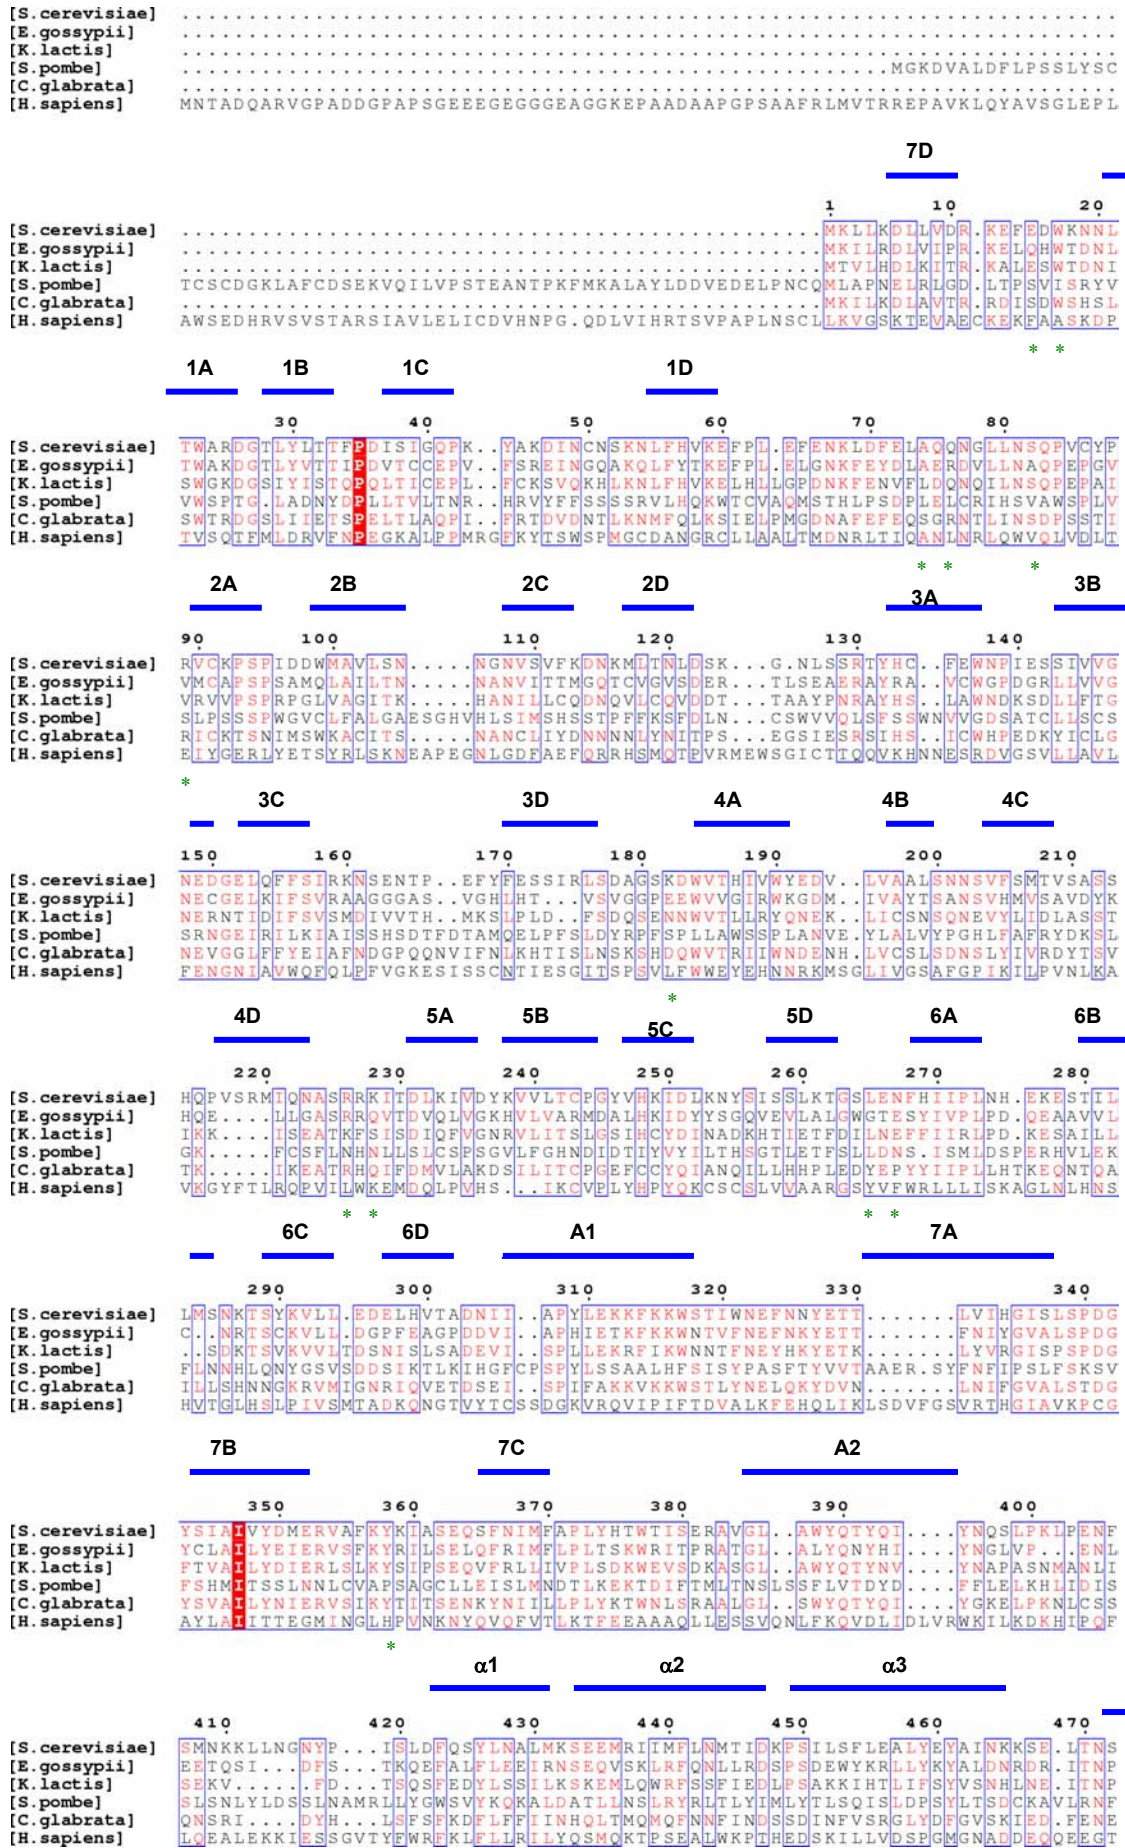 [S.cerevisiae] ......................................................................
[E.gossypii] ......................................................................
[K.lactis] ......................................................................
[S.pombe] .....................................................MGKDVALDFLPSSLYSC
[C.glabrata] ......................................................................
[H.sapiens] MNTADQARVGPADDGPAPSGEEEGEGGGEAGGKEPAADAAPGPSAAFRLMVTRREPAVKLQYAVSGLEPL
7D
1 10 20
[S.cerevisiae] ................................................MKLLKDLLVDR.KEFEDWKNNL
[E.gossypii] ................................................MKILRDLVIPR.KELQHWTDNL
[K.lactis] ................................................MTVLHDLKITR.KALESWTDNI
[S.pombe] TCSCDGKLAFCDSEKVQILVPSTEANTPKFMKALAYLDDVEDELPNCQMLAPNELRLGD.LTPSVISRYV
[C.glabrata] ................................................MKILKDLAVTR.RDISDWSHSL
[H.sapiens] AWSEDHRVSVSTARSIAVLELICDVHNPG.QDLVIHRTSVPAPLNSCLLKVGSKTEVAECKEKFAASKDP
* *
1A 1B 1C 1D
30 40 50 60 70 80
[S.cerevisiae] TWARDGTLYLTTFPDISIGQPK..YAKDINCNSKNLFHVKEFPL.EFENKLDFELAQQNGLLNSQPVCYP
[E.gossypii] TWAKDGTLYVTTIPDVTCCEPV..FSREINGQAKQLFYTKEFPL.ELGNKFEYDLAERDVLLNAQPEPGV
[K.lactis] SWGKDGSIYISTQPQLTICEPL..FCKSVQKHLKNLFHVKELHLLGPLDNKFENVFLDQNQILNSQPEPAI
[S.pombe] VWSPTG.LADNYDPLLTVLTNR.HRVYFFSSSSRVLHQKWTCVAQMSTHLPSDPLELCRIHSVAWSPLV
[C.glabrata] SWTRDGSLIIETSPELTLAQPI..FRTDVDNTLKNMFQLKSIELPMGDNAFEFEQSGRNTLINSDPSSTI
[H.sapiens] TVSQTFMLDRVFNPEGKALPPMRGFKYTSWSPMGCDANGRCLLAALTMDNRLTIQANLNRLQWVQLVDLT
* * *
2A 2B 2C 2D 3A 3B
90 100 110 120 130 140
[S.cerevisiae] RVCKPSPIDDWMAVLSN.....NGNVSVFKDNKMLTNLDSK...G.NLSSRTYHC..FEWNPIESSIVVG
[E.gossypii] VMCAPSPSAMQLAILTN.....NANVITTMGQTCVGVSDER...TLSEAERAYRA..VCWGPDGRLLVVG
[K.lactis] VRVVPSPRPGLVAGITK.....HANILLCQDNQVLCQVDDT...TAAYPNRAYHS..LAWNDKSDLLFTG
[S.pombe] SLPSSSPWGVCLFALGAESGHVHLSIMSHSSTPFFKSFDLN...CSWVVQLSFSSWNVVGDSATCLLSCS
[C.glabrata] RICKTSNIMSWKACITS.....NANCLIYDNNNNLYNITPS...EGSIESRSIHS..ICWHPEDKYICLG
[H.sapiens] EIYGERLYETSYRLSKNEAPEGNLGDFAEFQRRHSMQTPVRMEWSGICTTQQVKHNNESRDVGSVLLAVL
*
3C 3D 4A 4B 4C
150 160 170 180 190 200 210
[S.cerevisiae] NEDGELQFFSIRKNSENTP..EFYFESSIRLSDAGSKDWVTHIVWYEDV..LVAALSNNSVFSMTVSASS
[E.gossypii] NECGELKIFSVRAAGGGAS..VGHLHT...VSVGGPEEWVVGIRWKGDM..IVAYTSANSVHMVSAVDYK
[K.lactis] NERNTIDIFSVSMDIVVTH..MKSLPLD..FSDQSENNWVTLLRYQNEK..LICSNSQNEVYLIDLASST
[S.pombe] SRNGEIRILKIAISSHSDTFDTAMQELPFSLDYRPFSPLLAWSSPLANVE.YLALVYPGHLFAFRYDKSL
[C.glabrata] NEVGGLFFYEIAFNDGPQQNVIFNLKHTISLNSKSHDQWVTRIIWNDENH.LVCSLSDNSLYIVRDYTSV
[H.sapiens] FENGNIAVWQFQLPFVGKESISSCNTIESGITSPSVLFWWEYEHNNRKMSGLIVGSAFGPIKILPVNLKA
*
4D 5A 5B 5C 5D 6A 6B
220 230 240 250 260 270 280
[S.cerevisiae] HQPVSRMIQNASRRKITDLKIVDYKVVLTCPGYVHKIDLKNYSISSLKTGSLENFHIIPLNH.EKESTIL
[E.gossypii] HQE....LLGASRRQVTDVQLVGKHVLVARMDALHKIDYYSGQVEVLALGWGTESYIVPLPD.QEAAVVL
[K.lactis] IKK.....ISEATKFSISDIQFVGNRVLITSLGSIHCYDINADKHTIETFDILNEFFIIRLPD.KESAILL
[S.pombe] GK.....FCSFLNHNLLSLCSPSGVLFGHNDIDTIYVYILTHSGTLETFSLLDNS.ISMLDSPERHVLEK
[C.glabrata] TK.....IKEATRHQIFDMVLAKDSILITCPGEFCCYQIANQILLHHPLEDYEPYYIIPLLHTKEQNTQA
[H.sapiens] VKGYFTLRQPVILWKEMDQLPVHS...IKCVPLYHPYQKCSCSLVVAARGSYVFWRLLLISKAGLNLHNS
* * * *
6C 6D A1 7A
290 300 310 320 330 340
[S.cerevisiae] LMSNKTSYKVLL.EDELHVTADNII..APYLEKKFKKWSTIWNEFNNYETT.......LVIHGISLSPDG
[E.gossypii] C..NRTSCKVLL.DGPFEAGPDDVI..APHIETKFKKWNTVFNEFNKYETT.......FNIYGVALSPDG
[K.lactis] ..SDKTSVKVVLTDSNISLSADEVI..SPLLEKRFIKWNNTFNEYHKYETK.......LYVRGISPSPDG
[S.pombe] FLNNHLQNYGSVSDDSIKTLKIHGFCPSPYLSSAALHFSISYPASFTYVVTAAER.SYFNFIPSLFSKSV
[C.glabrata] ILLSHNNGKRVMIGNRIQVETDSEI..SPIFAKKVKKWSTLYNELQKYDVN.......LNIFGVALSTDG
[H.sapiens] HVTGLHSLPIVSMTADKQNGTVYTCSSDGKVRQVIPIFTDVALKFEHQLIKLSDVFGSVRTHGIAVKPCG
7B 7C A2
350 360 370 380 390 400
[S.cerevisiae] YSIAIVYDMERVAFKYKIASEQSFNIMFAPLYHTWTISERAVGL..AWYQTYQI....YNQSLPKLPENF
[E.gossypii] YCLAILYEIERVSFKYRILSELQFRIMFLPLTSKWRITPRATGL..ALYQNYHI....YNGLVP...ENL
[K.lactis] FTVAILYDIERLSLKYSIPSEQVFRLLIVPLSDKWEVSDKASGL..AWYQTYNV....YNAPASNMANLI
[S.pombe] FSHMITSSLNNLCVAPSAGCLLEISLMNDTLKEKTDIFTMLTNSLSSFLVTDYD....FFLELKHLIDIS
[C.glabrata] YSVAILYNIERVSIKYTITSENKYNIILLPLYKTWNLSRAALGL..SWYQTYQI....YGKELPKNLCSS
[H.sapiens] AYLAIITTEGMINGLHPVNKNYQVQFVTLKTFEEAAAQLLESSVQNLFKQVDLIDLVRWKILKDKHIPQF
*
α1 α2 α3
410 420 430 440 450 460 470
[S.cerevisiae] SMNKKLLNGNYP...ISLDFQSYLNALMKSEEMRIIMFLNMTIDKPSILSFLEALYEYAINKKSE.LTNS
[E.gossypii] EETQSI....DFS...TKQEFALFLEEIRNSEQVSKLRFQNLLRDSPSDEWYKRLLYKYALDNRDR.ITNP
[K.lactis] SEKV......FD...TSQSFEDYLSSILKSKEMLQWRFSSFIEDLPSAKKIHTLIFSYVSNHLNE.ITNP
[S.pombe] SLSNLYLDSSLNAMRLLYGWSVYKQKALDATLLNSLRYRLTLYIMLYTLSQISLDPSYLTSDCKAVLRNF
[C.glabrata] QNSRI....DYH...LSFSFKDFLFFIINHQLTMQMQFNNFINDSSDINFVSRGLYDFGVSKIED.FENE
[H.sapiens] LQEALEKKIESSGVTYFWRFKLFLLRILYQSMQKTPSEALWKPTHEDSKILLVDSPGMGNADDEQQEEGT